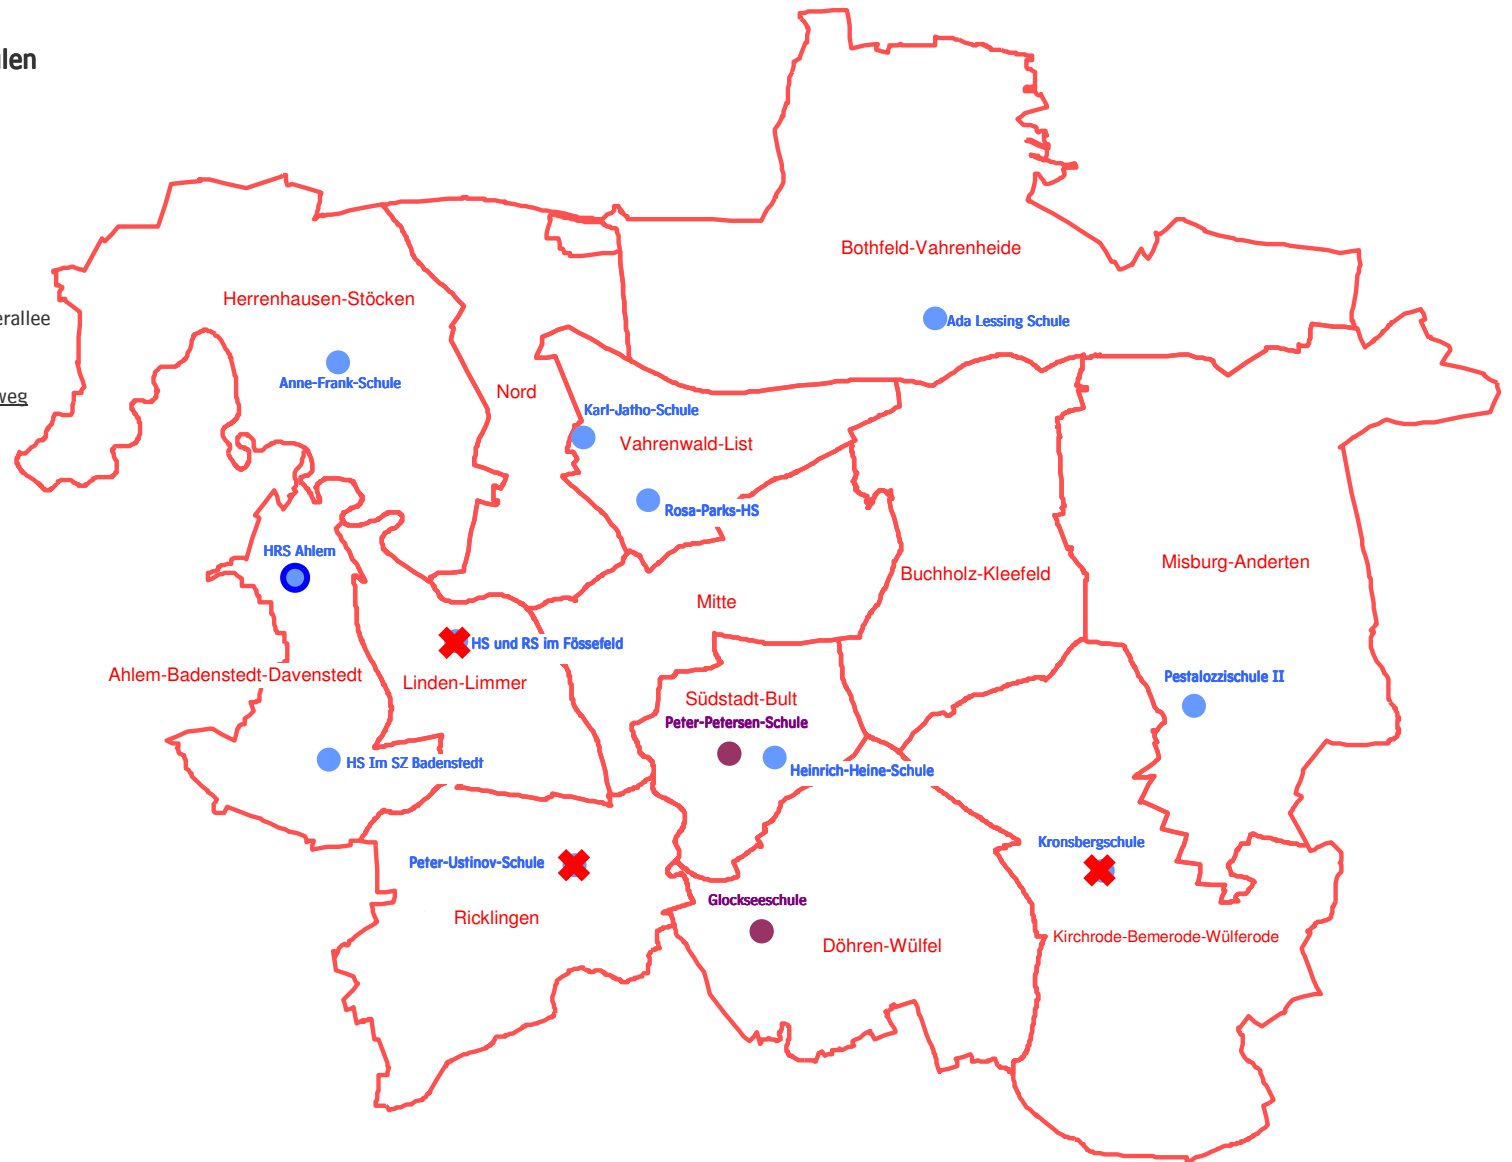 ulen
Bothfeld-Vahrenheide
Herrenhausen-Stöcken
erallee
Ada Lessing Schule
Anne-Frank-Schule
Nord
weg
Karl-Jatho-Schule
Vahrenwald-List
Rosa-Parks-HS
HRS Ahlem
Misburg-Anderten
Buchholz-Kleefeld
Mitte
HS und RS im Fössefeld
Ahlem-Badenstedt-Davenstedt
Linden-Limmer
Pestalozzischule II
Südstadt-Bult
Peter-Petersen-Schule
HS Im SZ Badenstedt
Heinrich-Heine-Schule
Kronsbergschule
Peter-Ustinov-Schule
Glockseeschule
Ricklingen
Döhren-Wülfel
Kirchrode-Bemerode-Wülferode